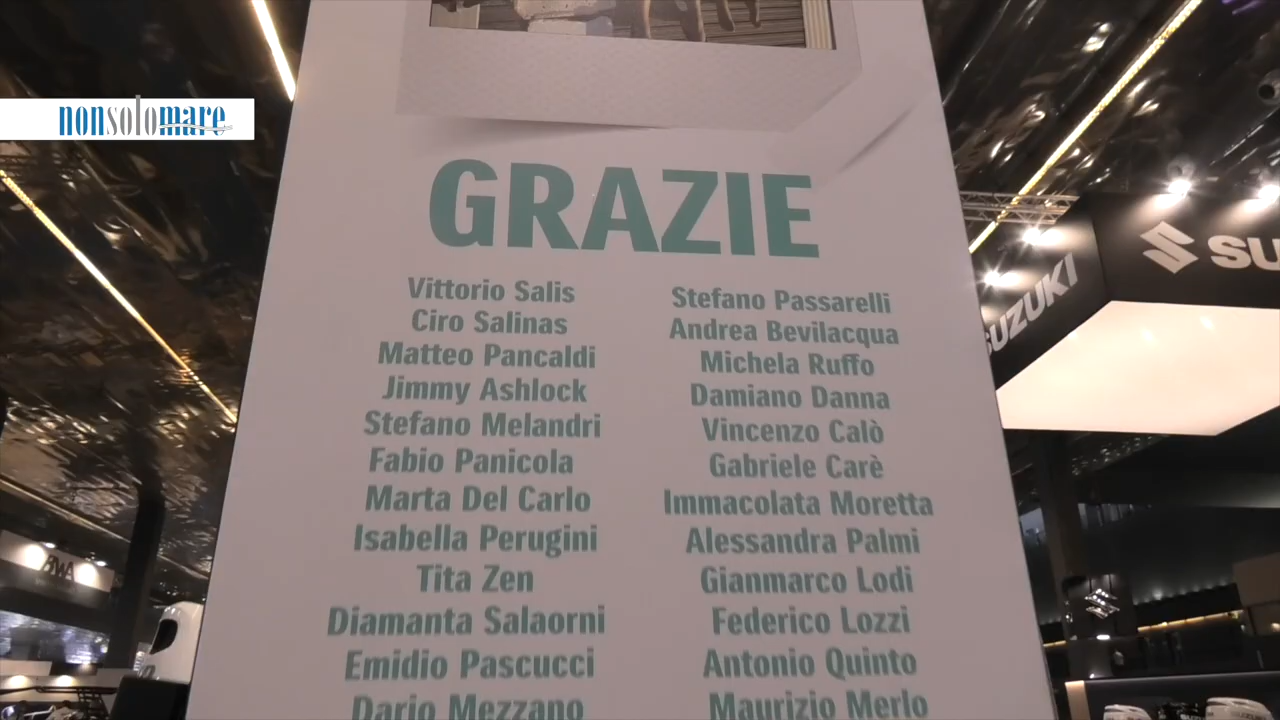 nonsolomare
GRAZIE
Vittorio Salis
Ciro Salinas
Matteo Pancaldi
Jimmy Ashlock
Stefano Melandri
Fabio Panicola
Marta Del Carlo
Isabella Perugini
Tita Zen
Diamanta Salaorni
Emidio Pascucci
Dario Mezzano
Stefano Passarelli
Andrea Bevilacqua
Michela Ruffo
Damiano Danna
Vincenzo Calò
Gabriele Carè
Immacolata Moretta
Alessandra Palmi
Gianmarco Lodi
Federico Lozzi
Antonio Quinto
Maurizio Merlo
SUZUKI
SU